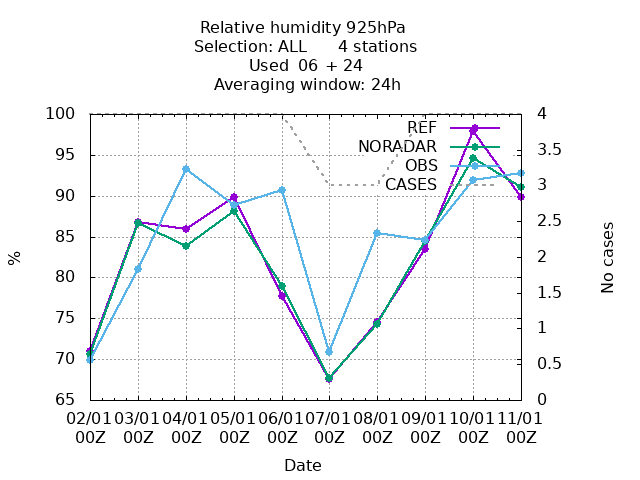 Relative humidity 925hPa
Selection: ALL 4 stations
Used 06 + 24
Averaging window: 24h
REF
NORADAR
OBS
CASES
%
100
95
90
85
80
75
70
65
No cases
4
3.5
3
2.5
2
1.5
1
0.5
0
02/01 03/01 04/01 05/01 06/01 07/01 08/01 09/01 10/01 11/01
00Z 00Z 00Z 00Z 00Z 00Z 00Z 00Z 00Z 00Z
Date